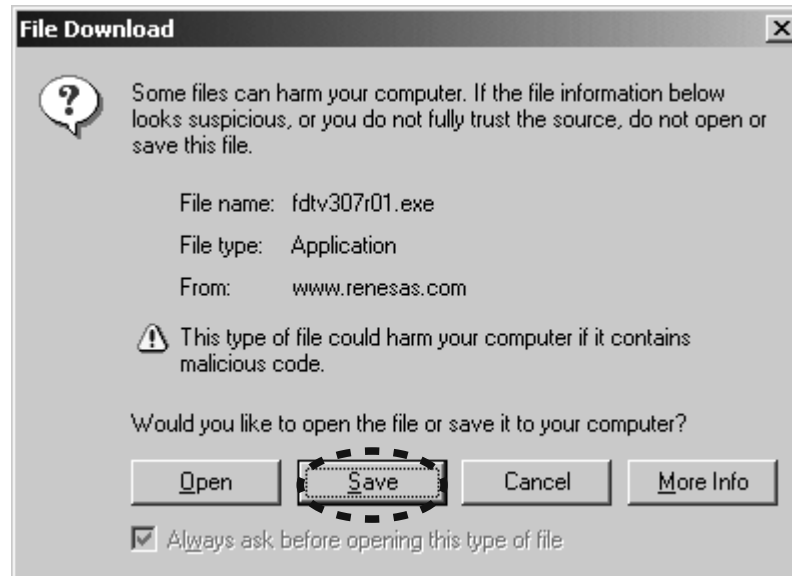 File Download
Some files can harm your computer. If the file information below
looks suspicious, or you do not fully trust the source, do not open or
save this file.
File name: fdtv307r01.exe
File type: Application
From: www.renesas.com
This type of file could harm your computer if it contains
malicious code.
Would you like to open the file or save it to your computer?
Open Save Cancel More Info
Always ask before opening this type of file